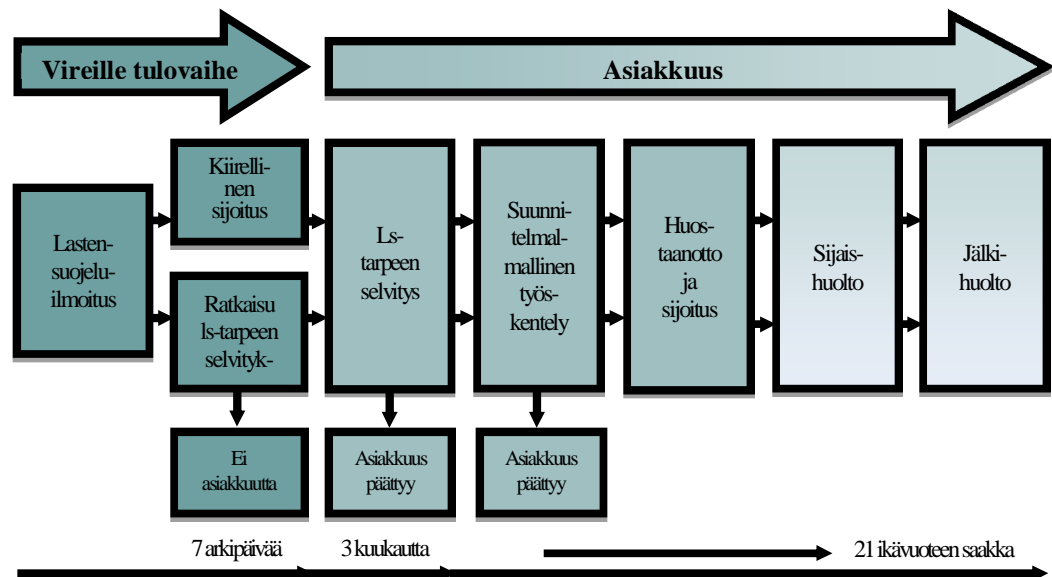 Vireille tulovaihe
Asiakkuus
Lasten-
suojelu-
ilmoitus
Kiirelli-
nen
sijoitus
Ratkaisu
ls-tarpeen
selvityk-
Ls-
tarpeen
selvitys
Suunni-
telmal-
mallinen
työs-
kentely
Huos-
taanotto
ja
sijoitus
Sijais-
huolto
Jälki-
huolto
Ei
asiakkuutta
Asiakkuus
päättyy
Asiakkuus
päättyy
7 arkipäivää
3 kuukautta
21 ikävuoteen saakka